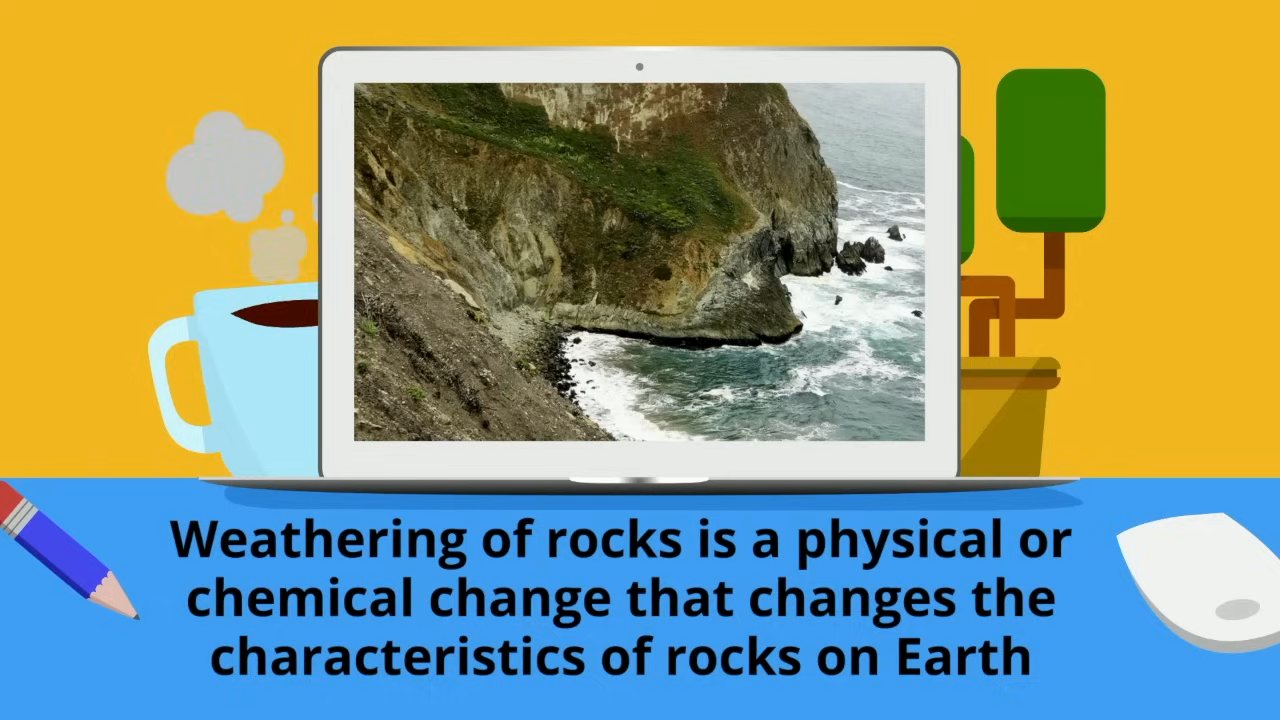 Weathering of rocks is a physical or
chemical change that changes the
characteristics of rocks on Earth